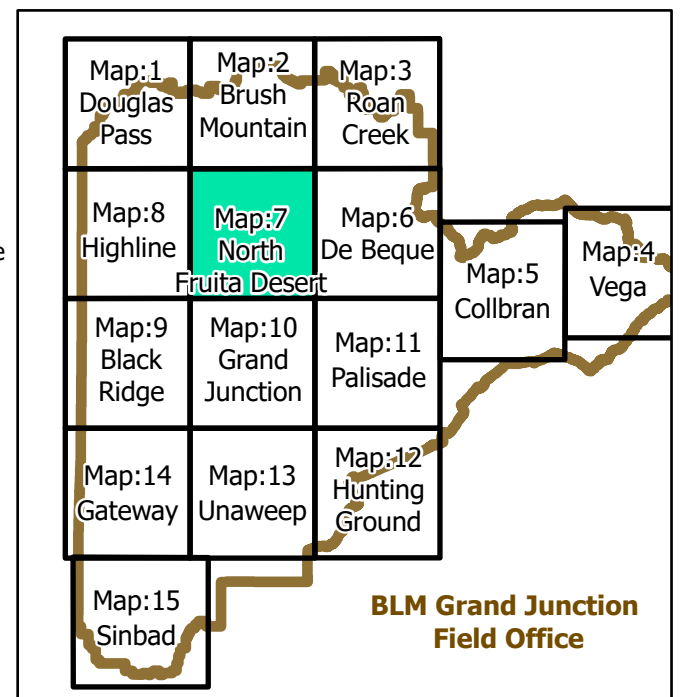 Map:1
Douglas
Pass
Map:2
Brush
Mountain
Map:3
Roan
Creek
Map:8
Highline
Map:7
North
Fruita Desert
Map:6
De Beque
Map:5
Collbran
Map:4
Vega
e
Map:9
Black
Ridge
Map:10
Grand
Junction
Map:11
Palisade
Map:14
Gateway
Map:13
Unaweep
Map:12
Hunting
Ground
Map:15
Sinbad
BLM Grand Junction
Field Office